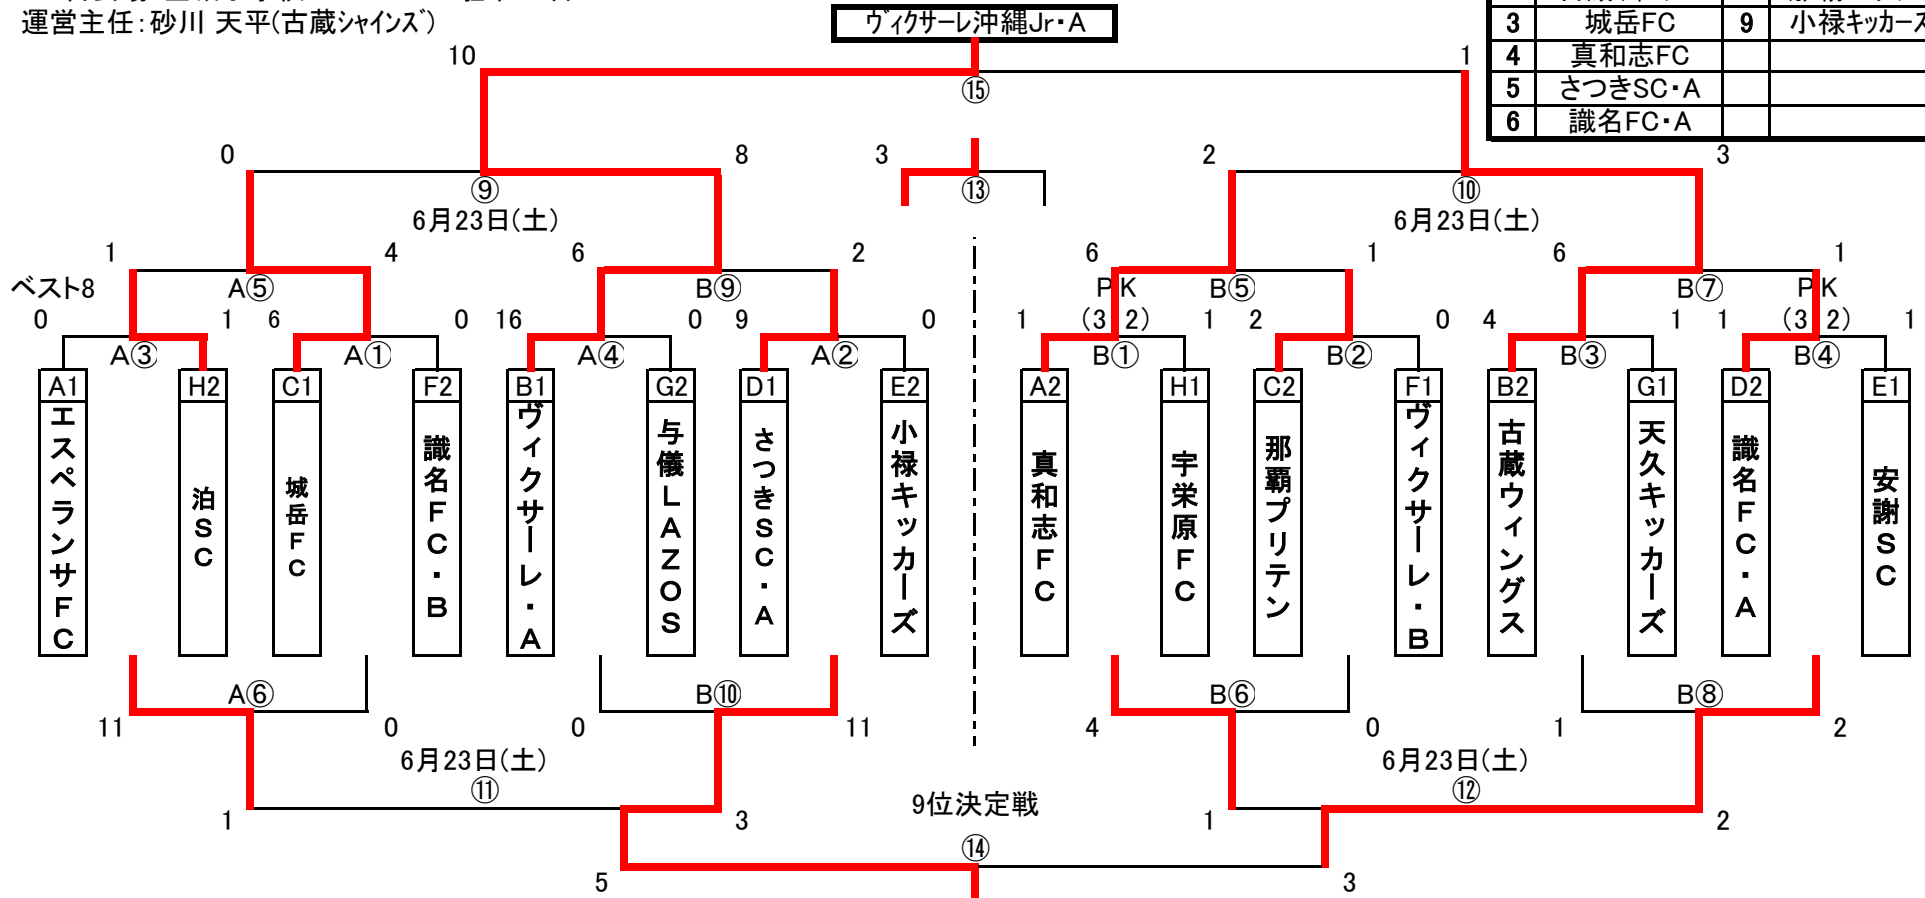 運営主任:砂川 天平(古蔵シャインズ)
ヴィクサーレ沖縄Jr・A
3 城岳FC 9 小禄キッカーズ
4 真和志FC
5 さつきSC・A
6 識名FC・A
10 1
⑮
0 8 3 2 3
⑨ ⑬ ⑩
6月23日(土) 6月23日(土)
1 4 6 2 6 1 6 1
ベスト8 A⑤ B⑨ PK B⑤ B⑦ PK
0 1 6 0 16 0 9 0 1 (3 2) 1 2 0 4 1 1 (3 2) 1
A③ A① A④ A② B① B② B③ B④
A1 H2 C1 F2 B1 G2 D1 E2 A2 H1 C2 F1 B2 G1 D2 E1
エスペランサFC
泊SC
城岳FC
識名FC・B
ヴィクサーレ・A
与儀LAZOS
さつきSC・A
小禄キッカーズ
真和志FC
宇栄原FC
那覇プリテン
ヴィクサーレ・B
古蔵ウィングス
天久キッカーズ
識名FC・A
安謝SC
A⑥ B⑩ B⑥ B⑧
11 0 0 11 4 0 1 2
6月23日(土) 6月23日(土)
⑪ ⑫
9位決定戦
1 3 1 2
⑭
5 3